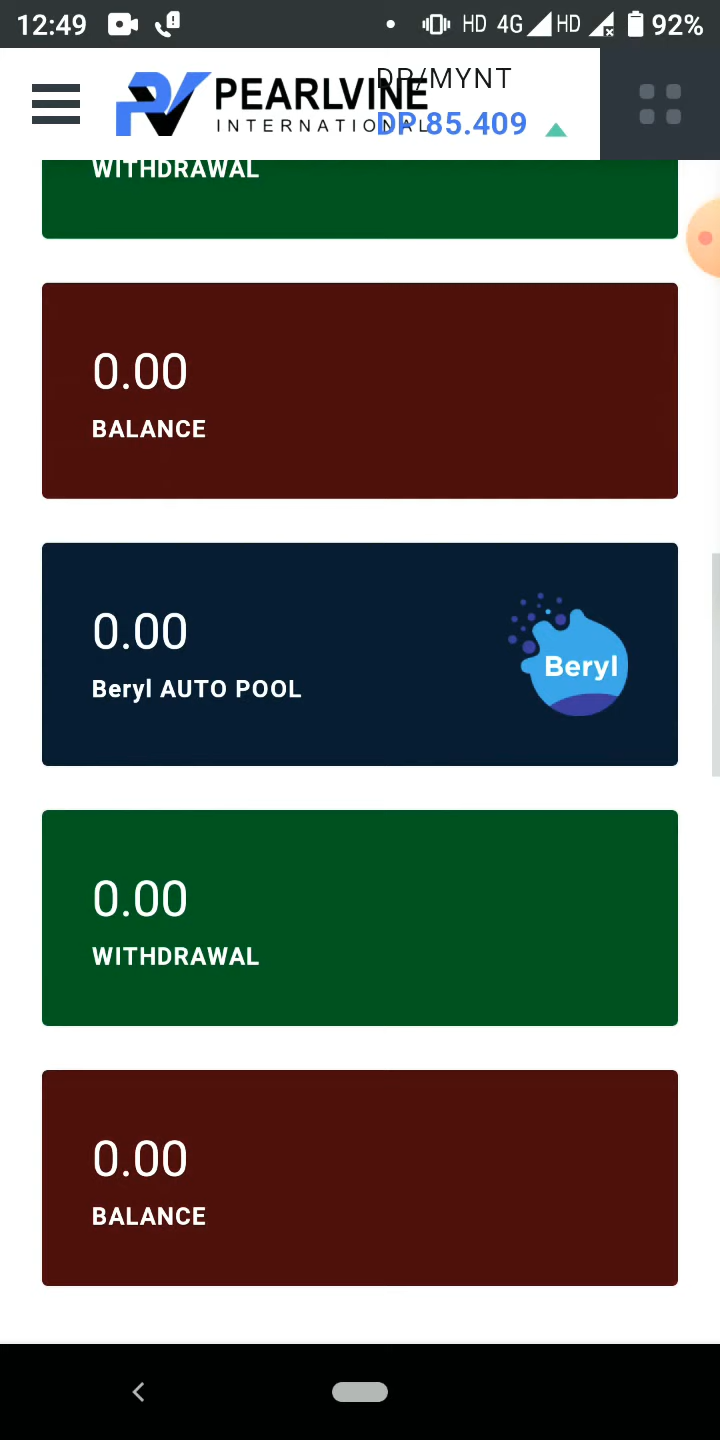 12:49 HD 4G HD 92%
PEARLVINE
INTERNATIONAL
DP/MYNT
DP 85.409
WITHDRAWAL
0.00
BALANCE
0.00
Beryl AUTO POOL
Beryl
0.00
WITHDRAWAL
0.00
BALANCE